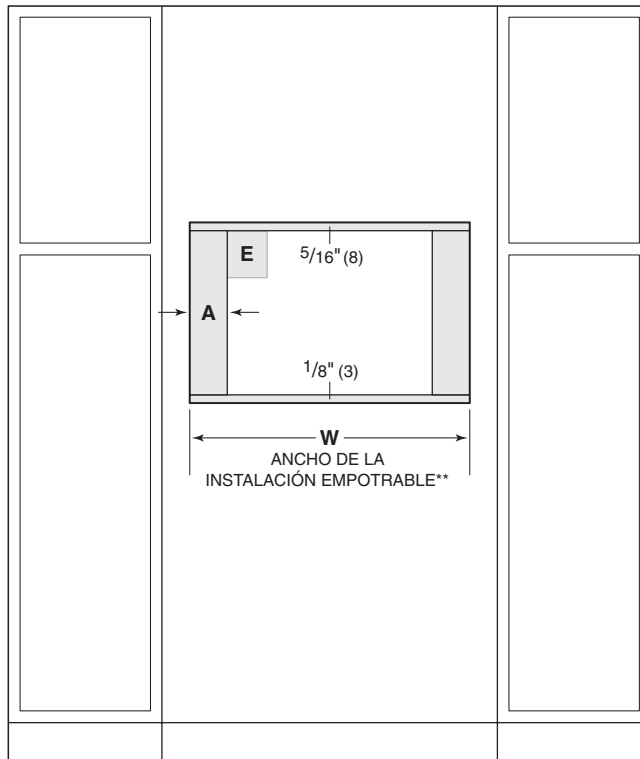 E
5/16" (8)
A
1/8" (3)
W
ANCHO DE LA
INSTALACIÓN EMPOTRABLE**